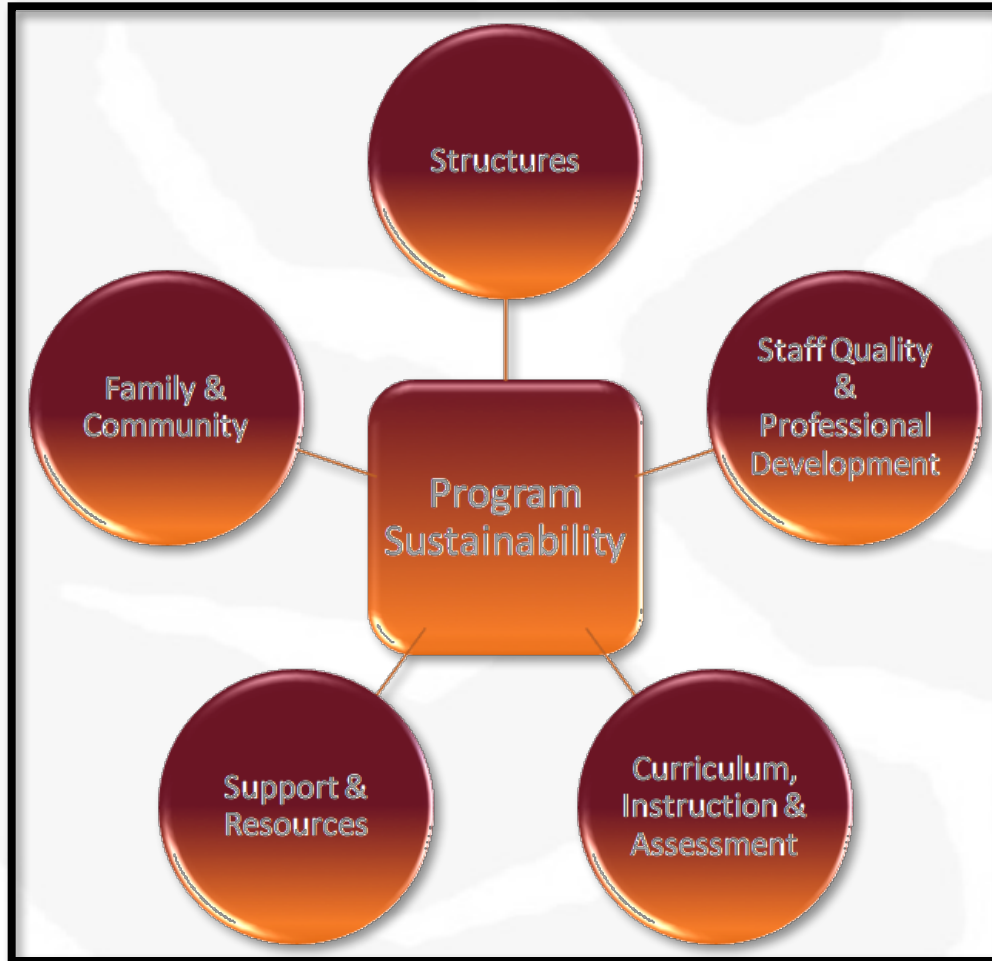 Structures
Staff Quality
&
Professional
Development
Curriculum,
Instruction &
Assessment
Support &
Resources
Family &
Community
Program
Sustainability